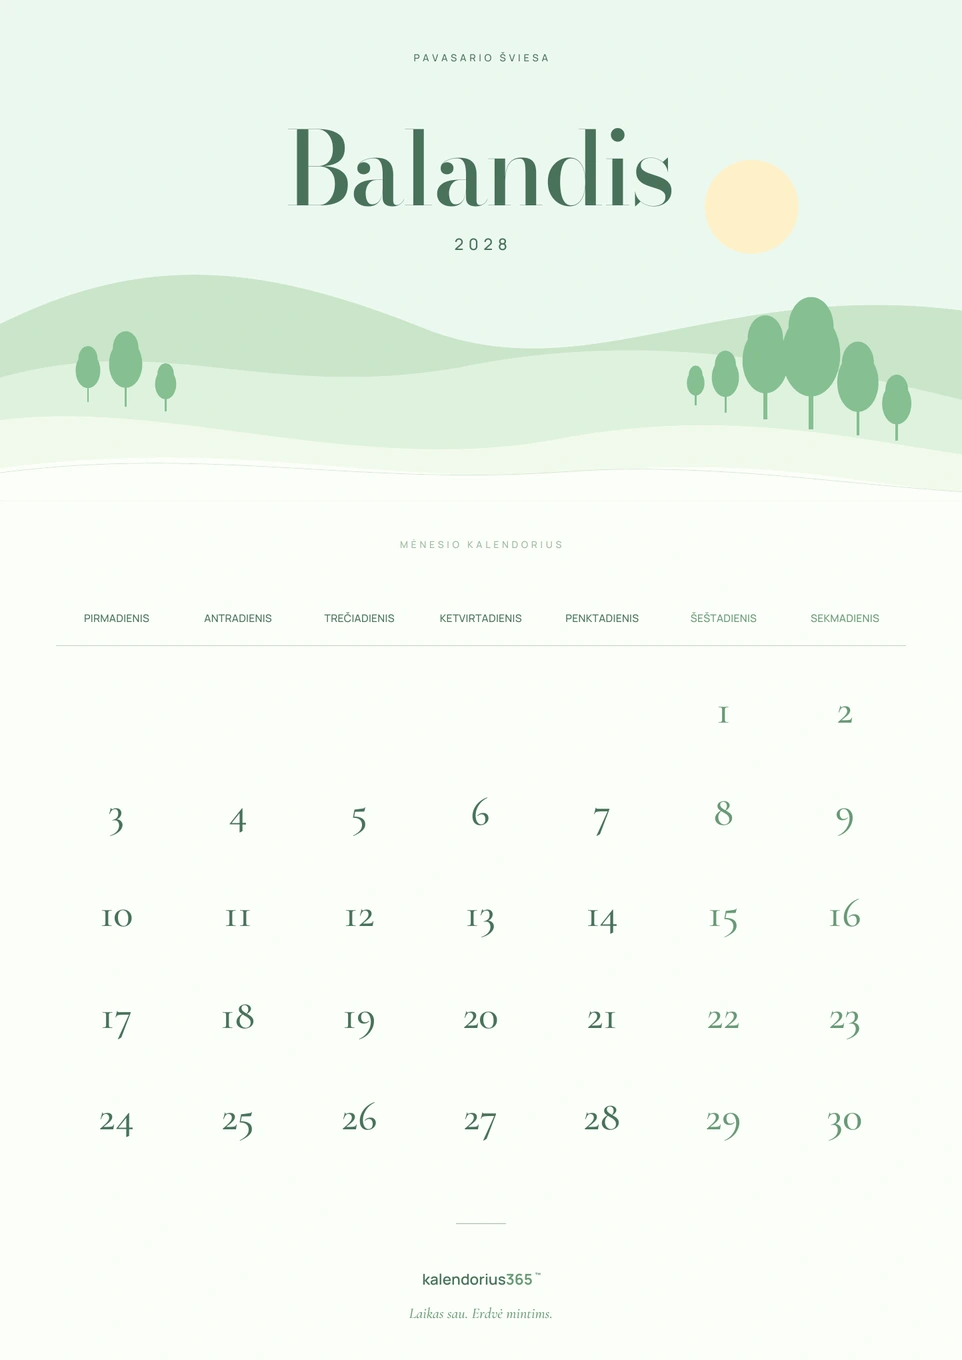 PAVASARIO ŠVIESA
Balandis
2028
MĖNESIO KALENDORIUS
PIRMADIENIS ANTRADIENIS TREČIADIENIS KETVIRTADIENIS PENKTADIENIS ŠEŠTADIENIS SEKMADIENIS
1 2
3 4 5 6 7 8 9
10 11 12 13 14 15 16
17 18 19 20 21 22 23
24 25 26 27 28 29 30
kalendorius365™
Laikas sau. Erdvė mintims.